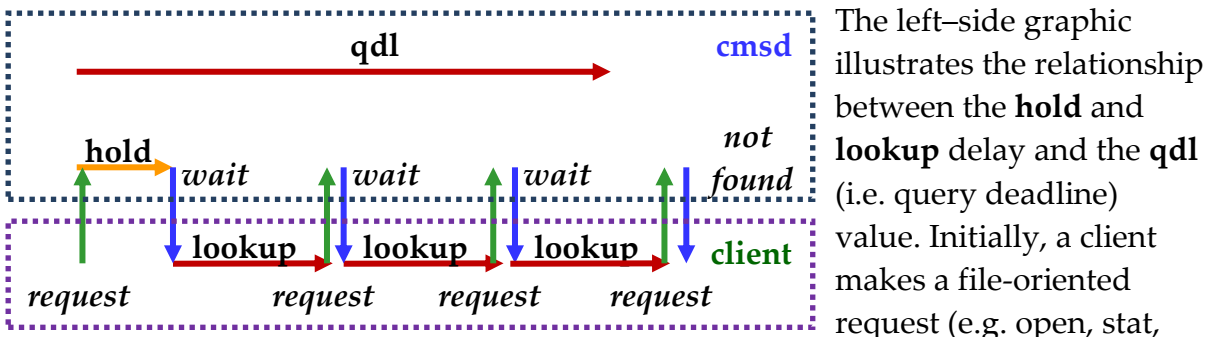 qdl cmsd
hold wait wait wait not
found
lookup lookup lookup client
request request request request
The left–side graphic
illustrates the relationship
between the hold and
lookup delay and the qdl
(i.e. query deadline)
value. Initially, a client
makes a file-oriented
request (e.g. open, stat,